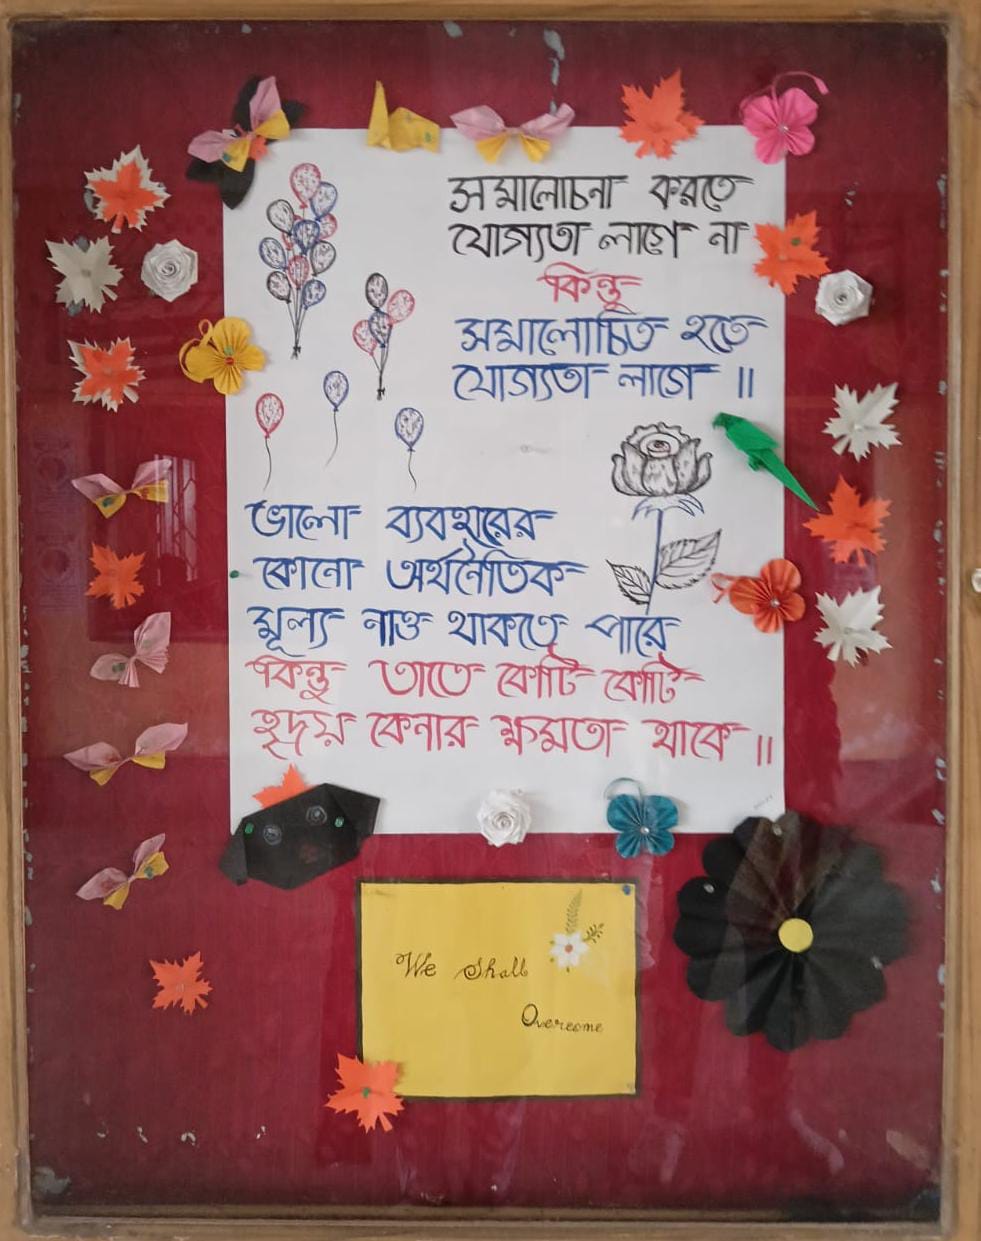 সমালোচনা করতে
যোগ্যতা লাগে না
কিন্তু
সমালোচিত হতে
যোগ্যতা লাগে ॥
ভালো ব্যবহারের
কোনো অর্থনৈতিক
মূল্য নাও থাকতে পারে
কিন্তু তাতে কোটি কোটি
হৃদয় কেনার ক্ষমতা থাকে ॥
We Shall
Overcome